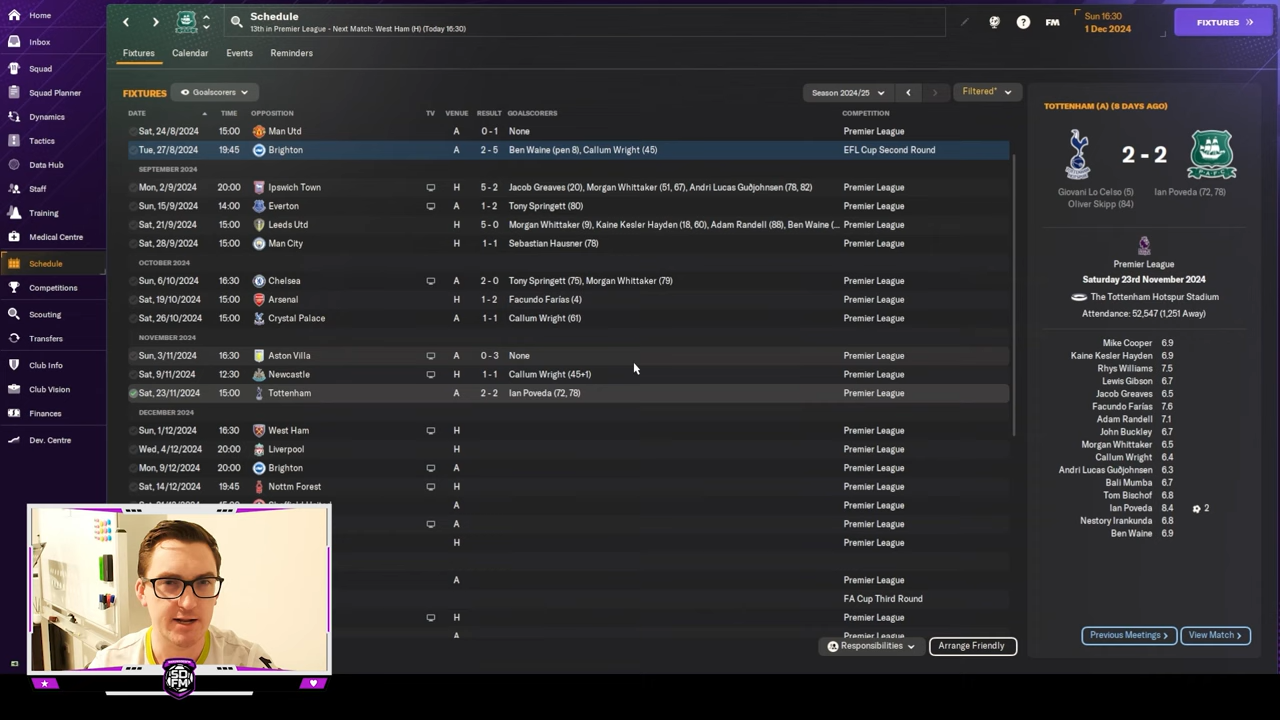 Home
Inbox
Squad
Squad Planner
Dynamics
Tactics
Data Hub
Staff
Training
Medical Centre
Schedule
Competitions
Scouting
Transfers
Club Info
Club Vision
Finances
Dev. Centre
Schedule
13th in Premier League - Next Match: West Ham (H) (Today 16:30)
FM
Sun 16:30
1 Dec 2024
FIXTURES
Fixtures Calendar Events Reminders
FIXTURES Goalscorers Season 2024/25 Filtered*
DATE TIME OPPOSITION TV VENUE RESULT GOALSCORERS COMPETITION
Sat, 24/8/2024 15:00 Man Utd A 0 - 1 None Premier League
Tue, 27/8/2024 19:45 Brighton A 2 - 5 Ben Waine (pen 8), Callum Wright (45) EFL Cup Second Round
SEPTEMBER 2024
Mon, 2/9/2024 20:00 Ipswich Town H 5 - 2 Jacob Greaves (20), Morgan Whittaker (51, 67), Andri Lucas Guðjohnsen (78, 82) Premier League
Sun, 15/9/2024 14:00 Everton A 1 - 2 Tony Springett (80) Premier League
Sat, 21/9/2024 15:00 Leeds Utd H 5 - 0 Morgan Whittaker (9), Kaine Kesler Hayden (18, 60), Adam Randell (88), Ben Waine (... Premier League
Sat, 28/9/2024 15:00 Man City H 1 - 1 Sebastian Hausner (78) Premier League
OCTOBER 2024
Sun, 6/10/2024 16:30 Chelsea A 2 - 0 Tony Springett (75), Morgan Whittaker (79) Premier League
Sat, 19/10/2024 15:00 Arsenal H 1 - 2 Facundo Farías (4) Premier League
Sat, 26/10/2024 15:00 Crystal Palace A 1 - 1 Callum Wright (61) Premier League
NOVEMBER 2024
Sun, 3/11/2024 16:30 Aston Villa A 0 - 3 None Premier League
Sat, 9/11/2024 12:30 Newcastle H 1 - 1 Callum Wright (45+1) Premier League
Sat, 23/11/2024 15:00 Tottenham A 2 - 2 Ian Poveda (72, 78) Premier League
DECEMBER 2024
Sun, 1/12/2024 16:30 West Ham H Premier League
Wed, 4/12/2024 20:00 Liverpool H Premier League
Mon, 9/12/2024 20:00 Brighton A Premier League
Sat, 14/12/2024 19:45 Nottm Forest H Premier League
A Premier League
A Premier League
H Premier League
A Premier League
FA Cup Third Round
H Premier League
A Premier League
Responsibilities Arrange Friendly
TOTTENHAM (A) (8 DAYS AGO)
2 - 2
Giovani Lo Celso (5) Ian Poveda (72, 78)
Oliver Skipp (84)
Premier League
Saturday 23rd November 2024
The Tottenham Hotspur Stadium
Attendance: 52,547 (1,251 Away)
Mike Cooper 6.9
Kaine Kesler Hayden 6.9
Rhys Williams 7.5
Lewis Gibson 6.7
Jacob Greaves 6.5
Facundo Farías 7.6
Adam Randell 7.1
John Buckley 6.7
Morgan Whittaker 6.5
Callum Wright 6.4
Andri Lucas Guðjohnsen 6.3
Bali Mumba 6.7
Tom Bischof 6.8
Ian Poveda 8.4 2
Nestory Irankunda 6.8
Ben Waine 6.9
Previous Meetings View Match
SD
FM